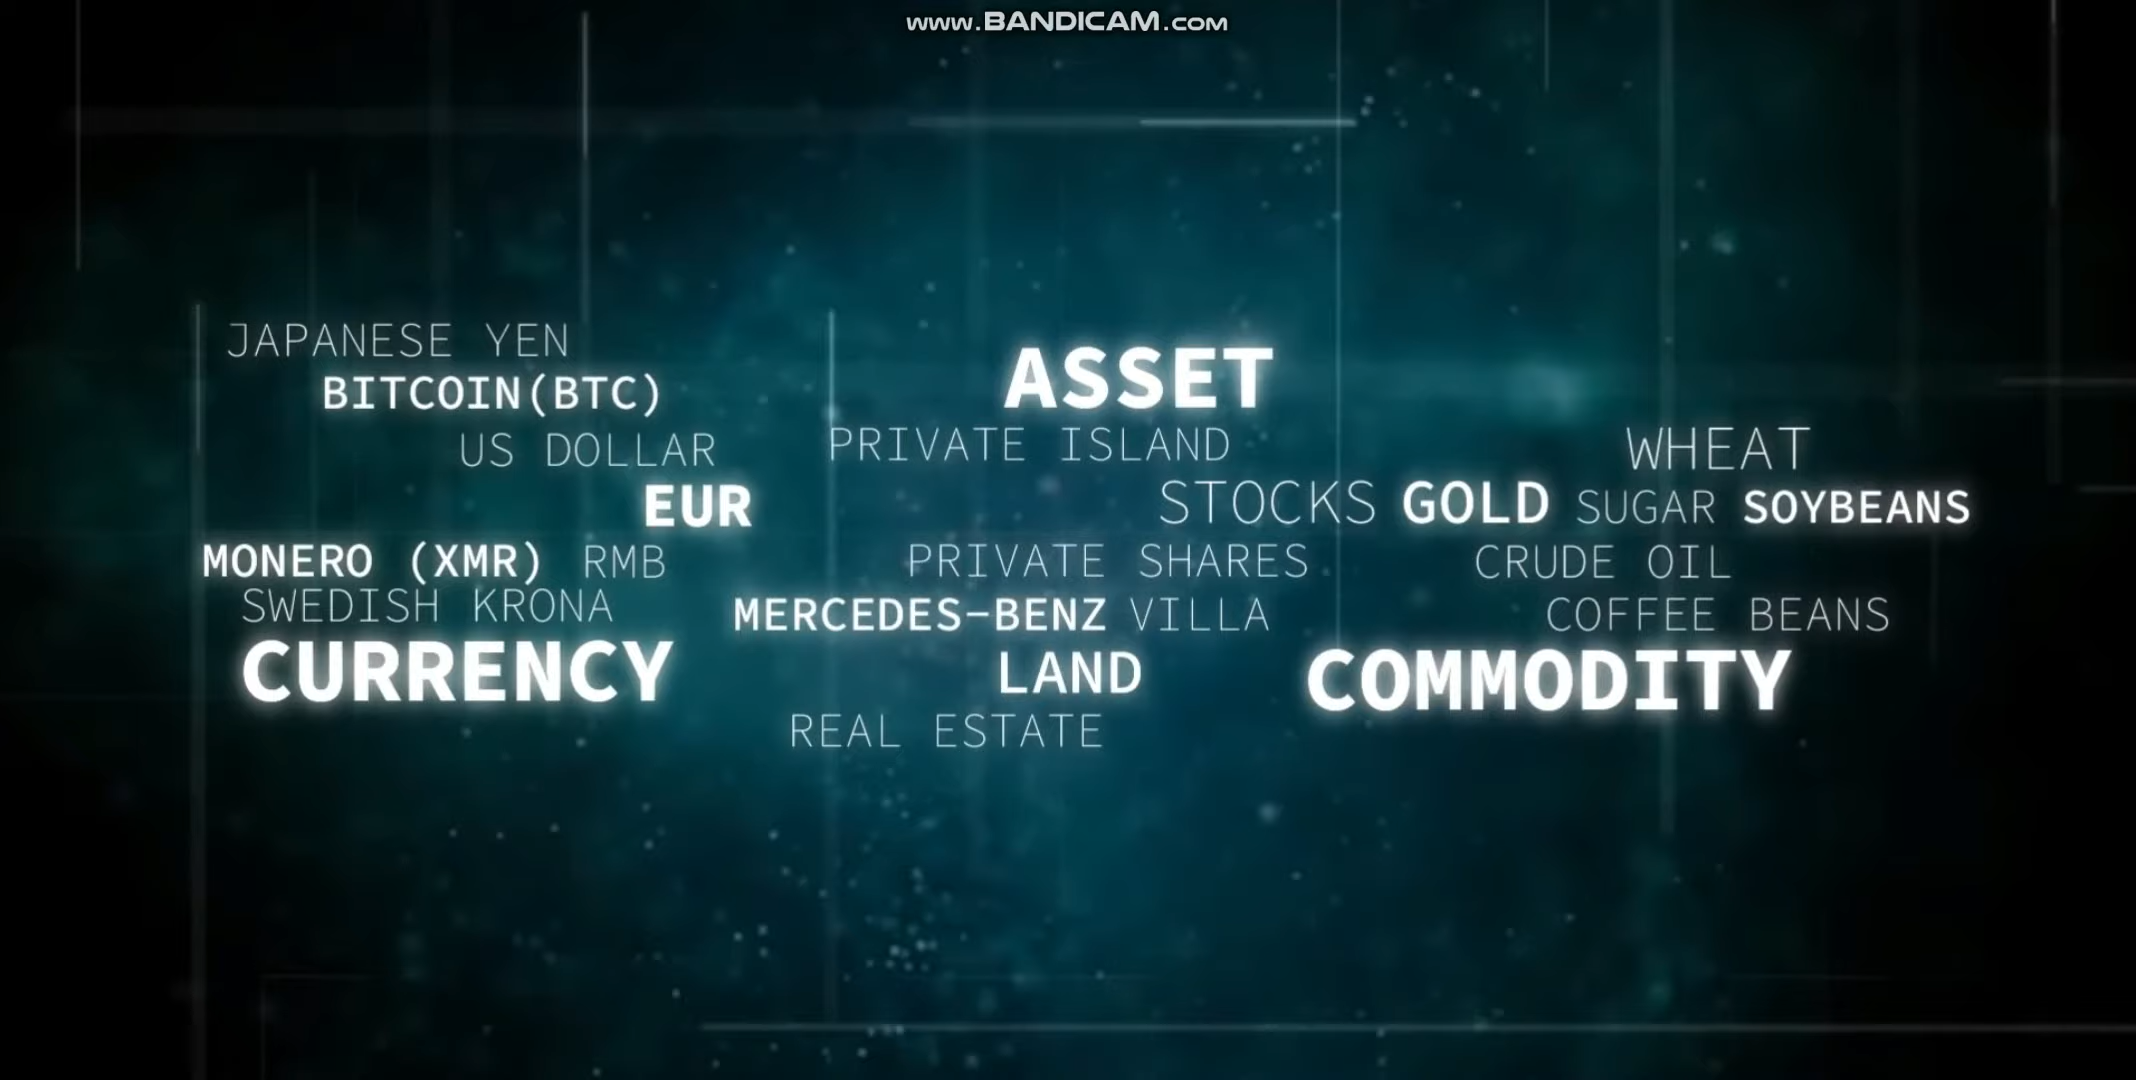 www.BANDICAM.com
JAPANESE YEN
BITCOIN(BTC)
US DOLLAR
EUR
MONERO (XMR) RMB
SWEDISH KRONA
CURRENCY
ASSET
PRIVATE ISLAND
STOCKS
PRIVATE SHARES
MERCEDES-BENZ VILLA
LAND
REAL ESTATE
WHEAT
GOLD SUGAR SOYBEANS
CRUDE OIL
COFFEE BEANS
COMMODITY